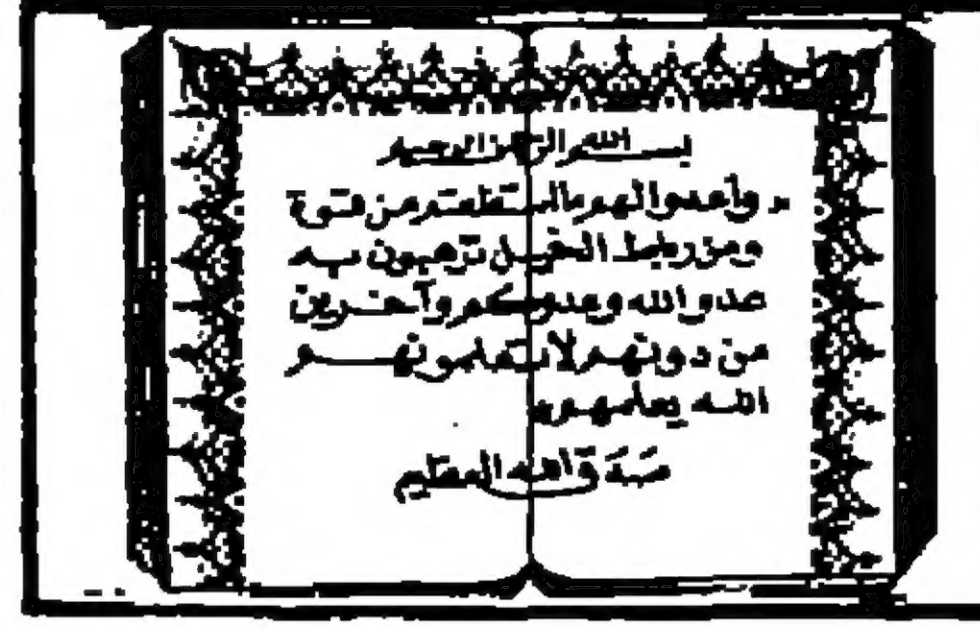 بسم الله الرحمن الرحيم
« وأعدوا لهم ما استطعتم من قوة
ومن رباط الخيل ترهبون به
عدو الله وعدوكم وآخرين
من دونهم لا تعلمونهم
الله يعلمهم»
صدق الله العظيم